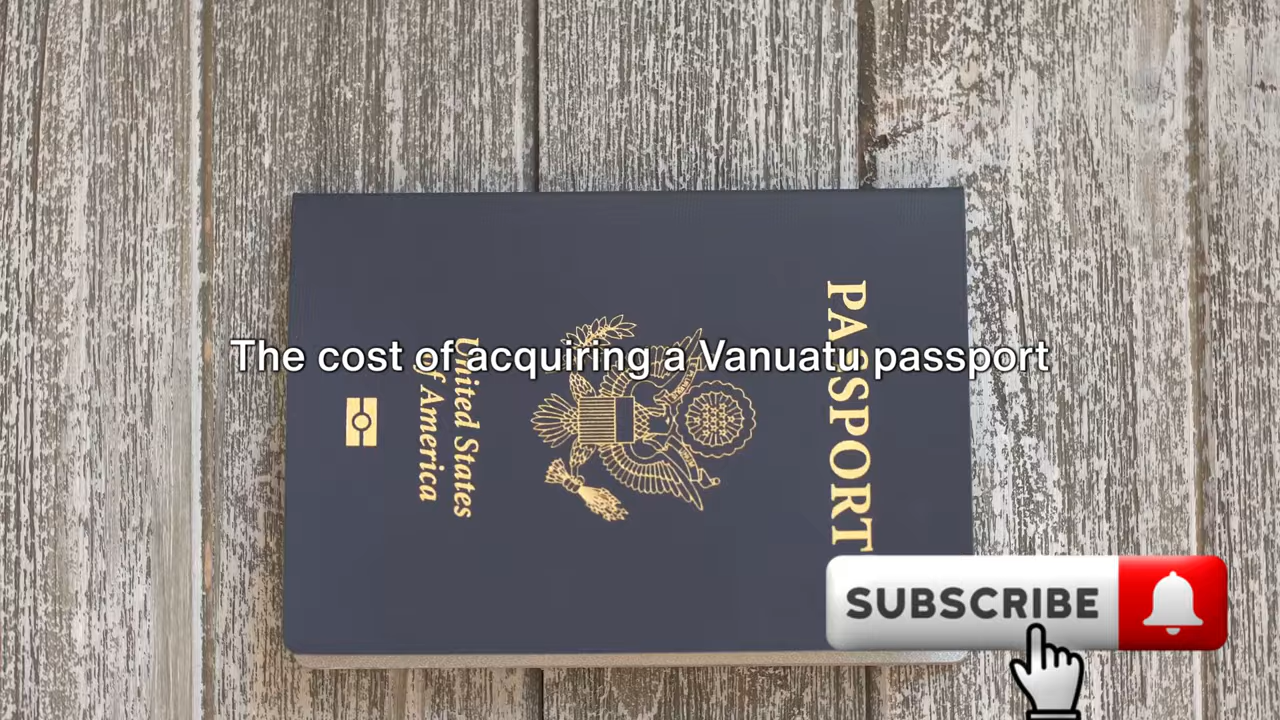 The cost of acquiring a Vanuatu passport
PASSPORT
United States
of America
SUBSCRIBE